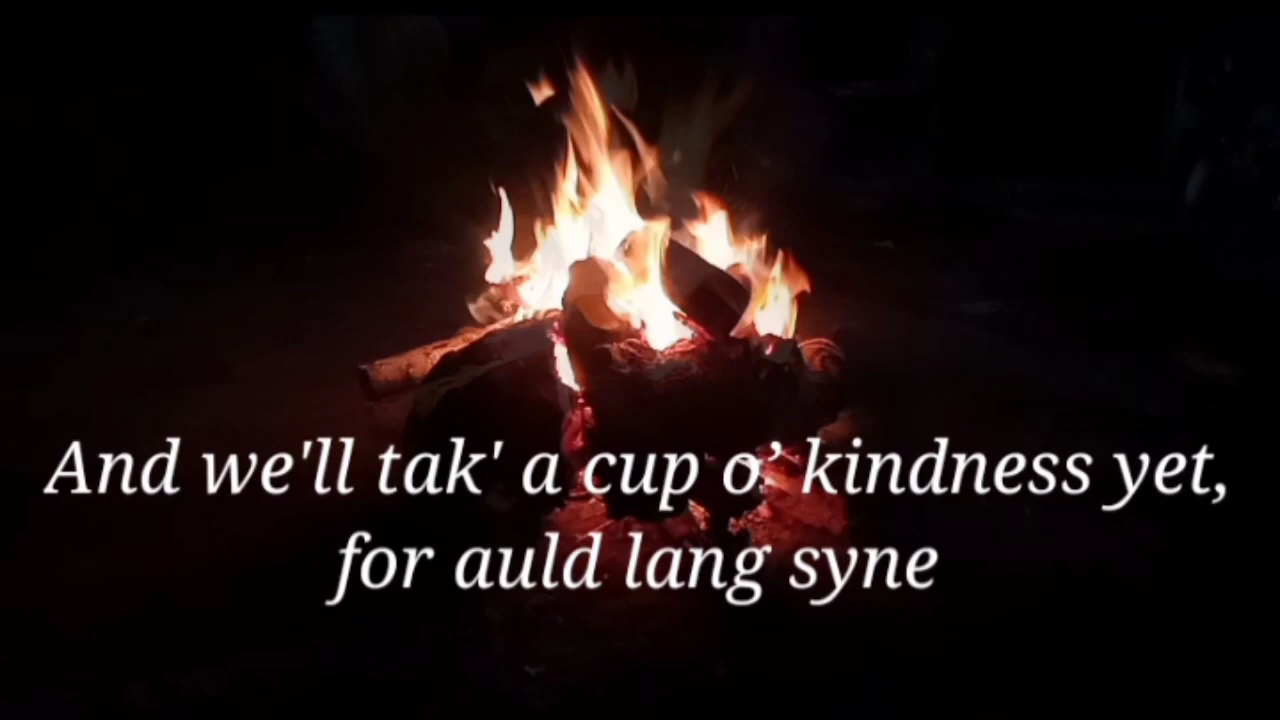 And we'll tak' a cup o’ kindness yet,
for auld lang syne